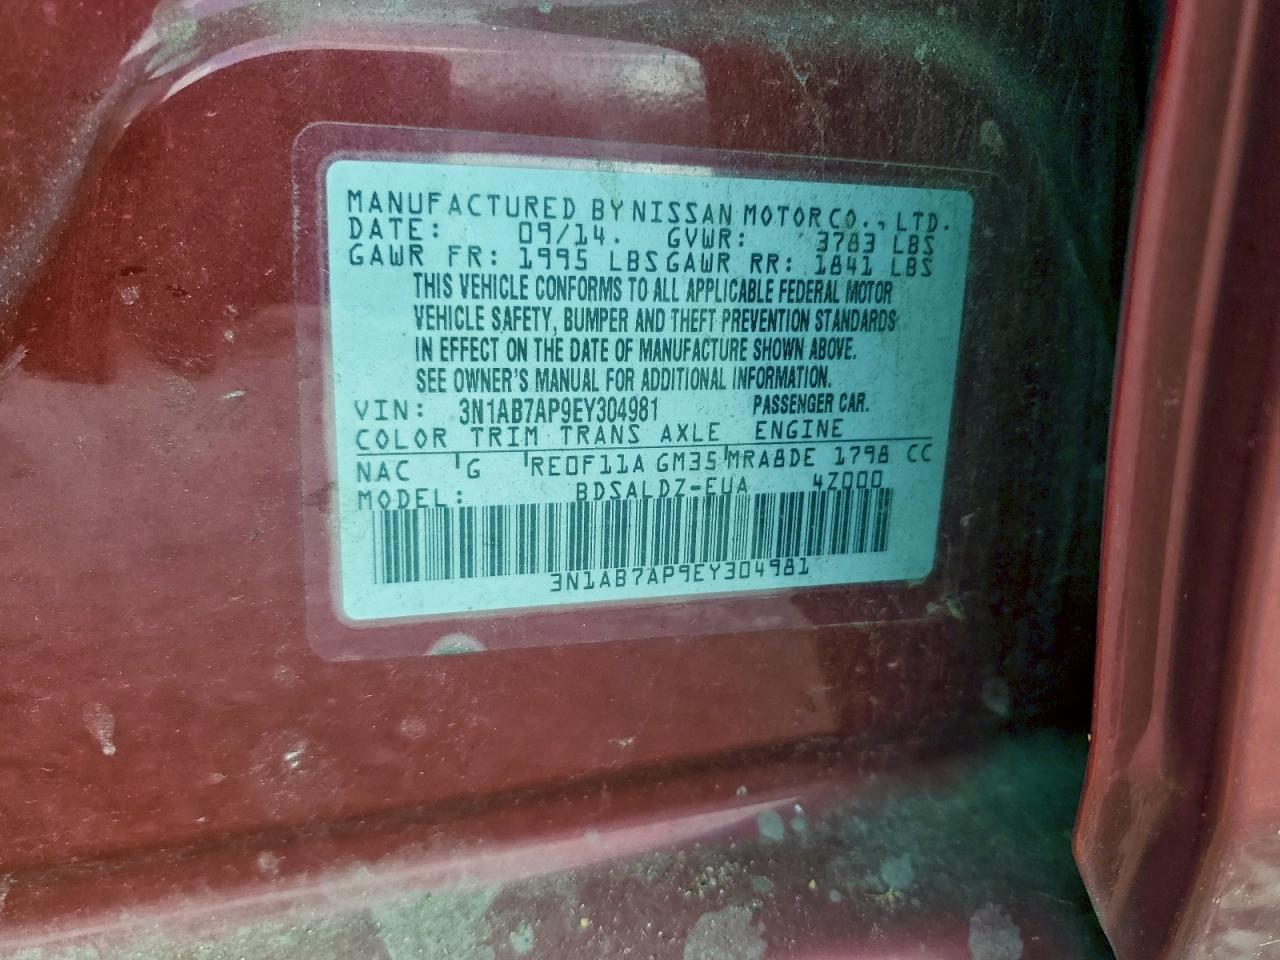 MANUFACTURED BY NISSAN MOTOR CO., LTD.
DATE: 09/14. GVWR: 3783 LBS
GAWR FR: 1995 LBS GAWR RR: 1841 LBS
THIS VEHICLE CONFORMS TO ALL APPLICABLE FEDERAL MOTOR
VEHICLE SAFETY, BUMPER AND THEFT PREVENTION STANDARDS
IN EFFECT ON THE DATE OF MANUFACTURE SHOWN ABOVE.
SEE OWNER'S MANUAL FOR ADDITIONAL INFORMATION.
VIN: 3N1AB7AP9EY304981 PASSENGER CAR.
COLOR TRIM TRANS AXLE ENGINE
NAC G RE0F11A GM35 MRA8DE 1798 CC
MODEL: BDSALDZ-EUA 4Z000
3N1AB7AP9EY304981